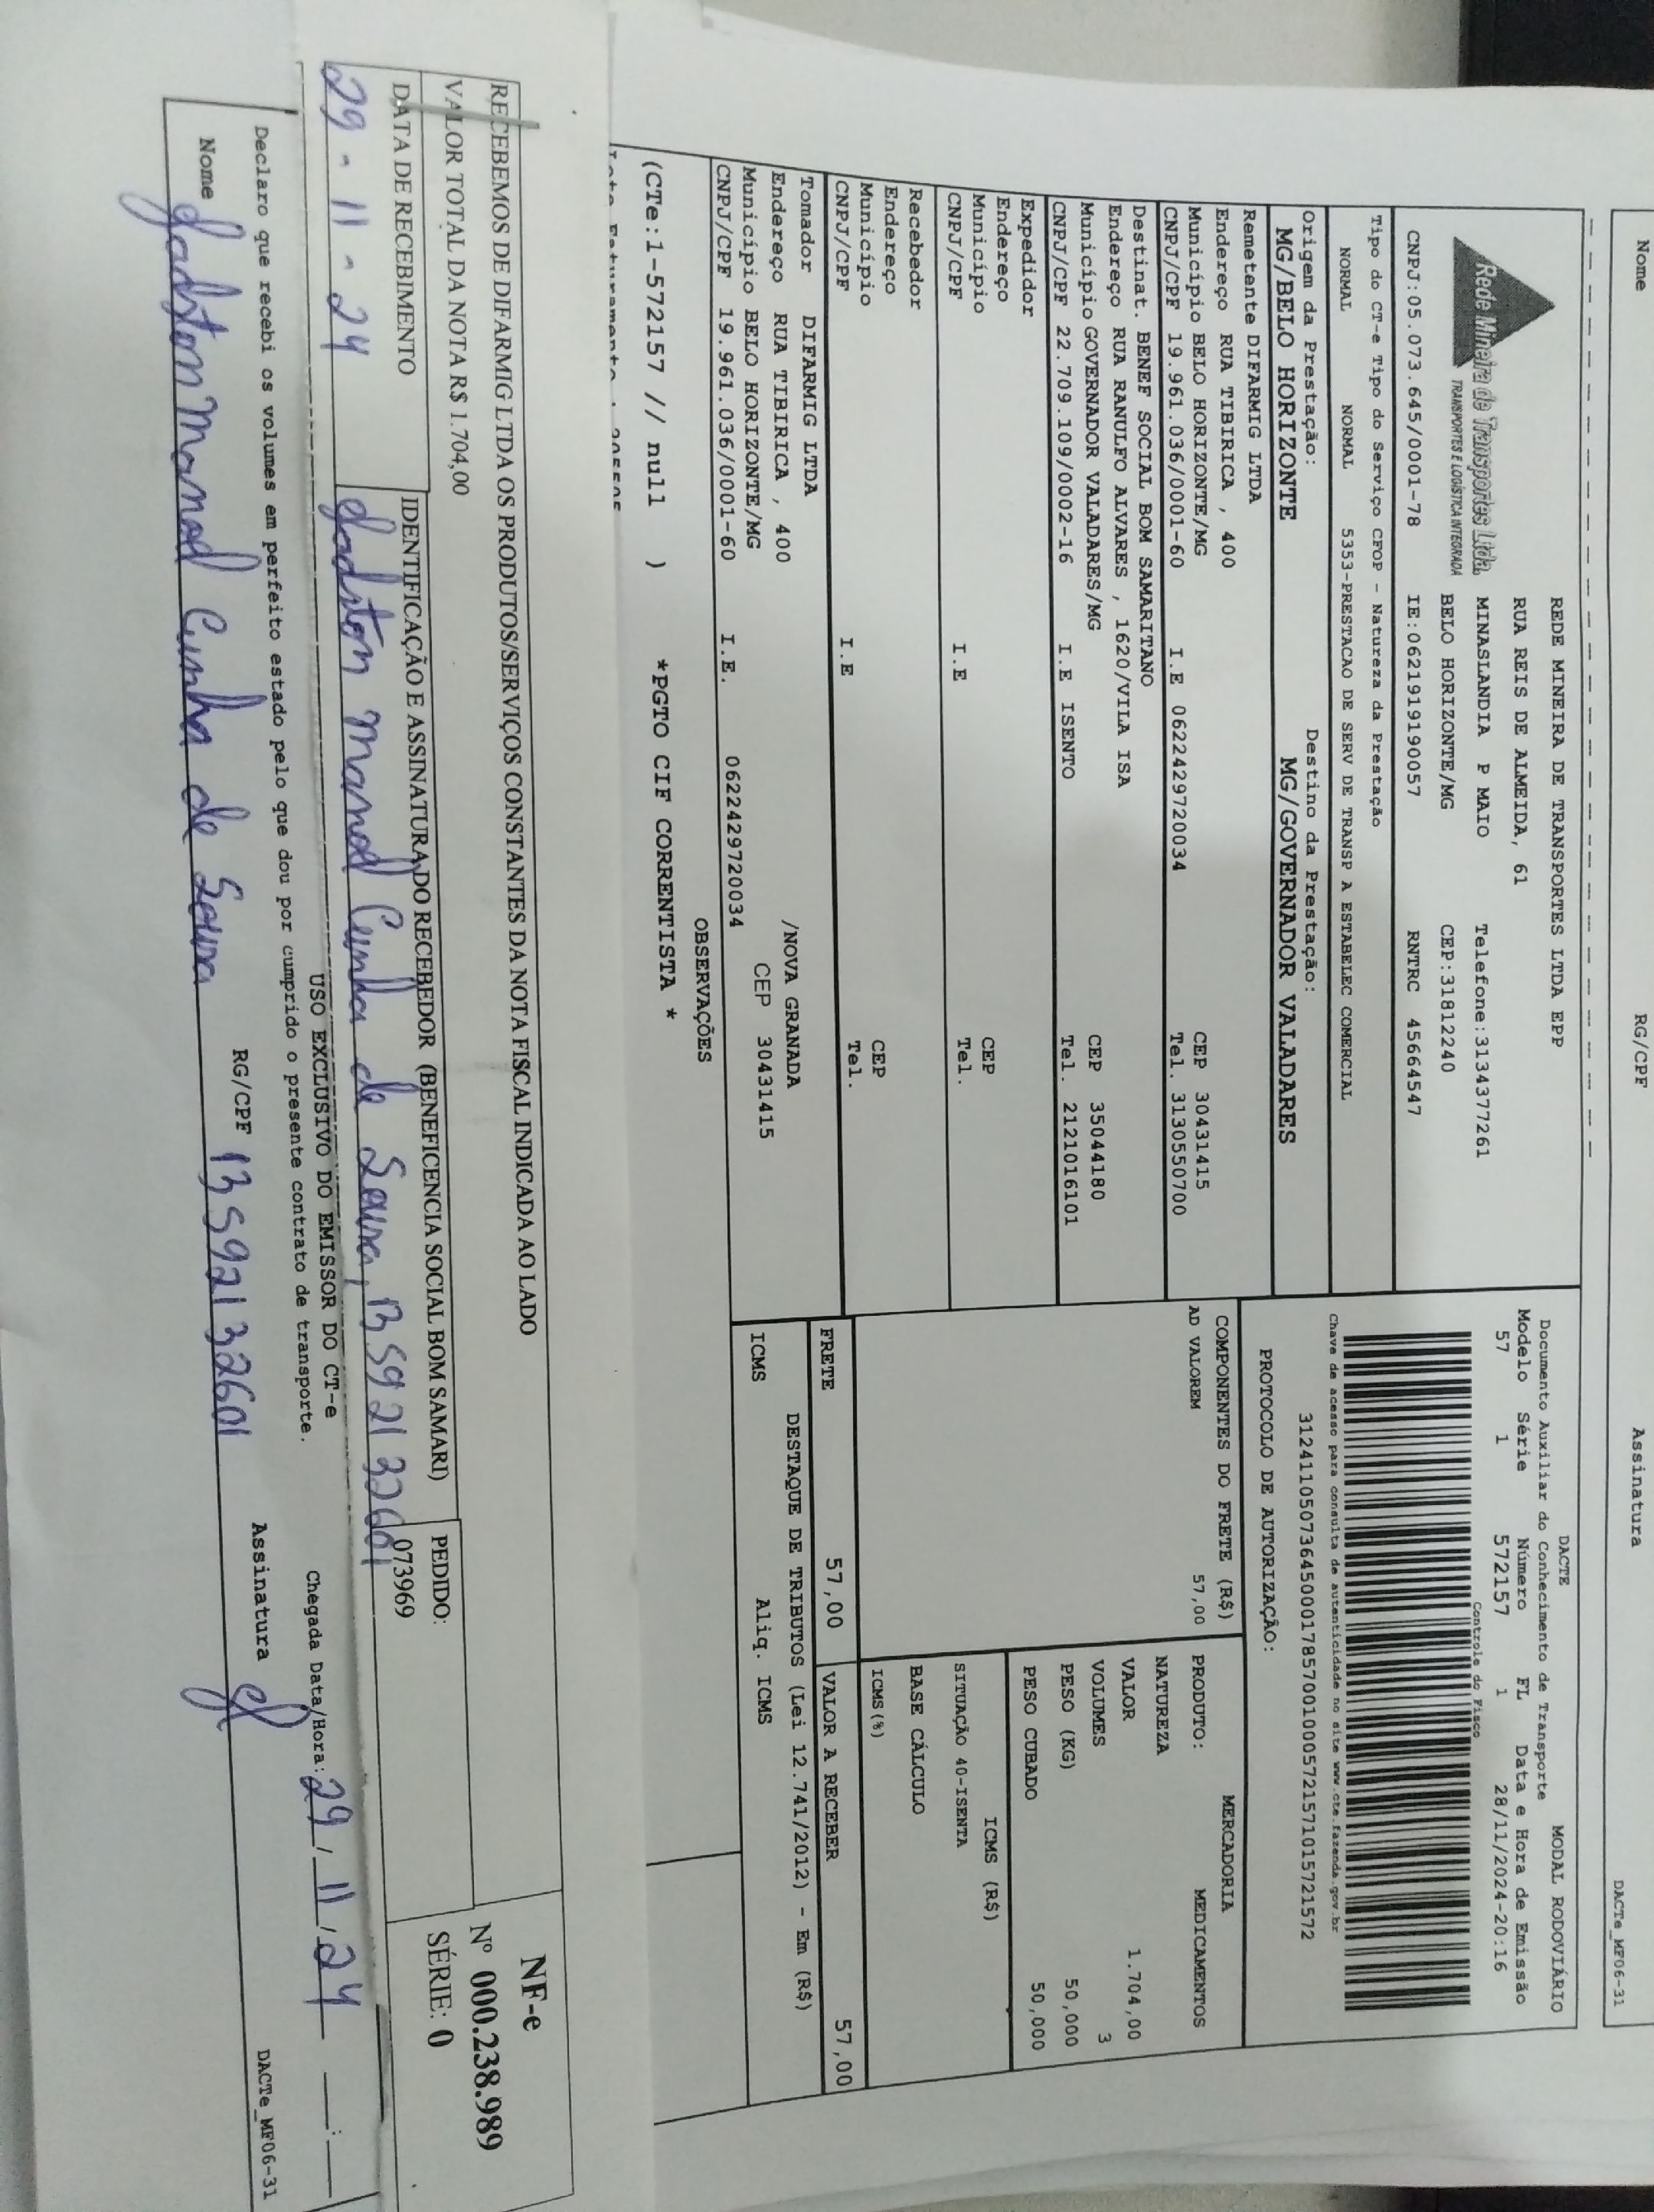 Nome RG/CPF Assinatura DACTe_MF06-31
Rede Mineira de Transportes Ltda.
TRANSPORTES E LOGÍSTICA INTEGRADA
REDE MINEIRA DE TRANSPORTES LTDA EPP
RUA REIS DE ALMEIDA, 61
MINASLANDIA P MAIO Telefone:3134377261
BELO HORIZONTE/MG CEP:31812240
CNPJ:05.073.645/0001-78 IE:0621919190057 RNTRC 45664547
DACTE MODAL RODOVIÁRIO
Documento Auxiliar do Conhecimento de Transporte
Modelo Série Número FL Data e Hora de Emissão
57 1 572157 1 28/11/2024-20:16
Controle do Fisco
Chave de acesso para consulta de autenticidade no site www.cte.fazenda.gov.br
31241105073645000178570010005721571015721572
PROTOCOLO DE AUTORIZAÇÃO:
Tipo do CT-e Tipo do Serviço CFOP - Natureza da Prestação
NORMAL NORMAL 5353-PRESTACAO DE SERV DE TRANSP A ESTABELEC COMERCIAL
Origem da Prestação: Destino da Prestação:
MG/BELO HORIZONTE MG/GOVERNADOR VALADARES
Remetente DIFARMIG LTDA
Endereço RUA TIBIRICA , 400
Município BELO HORIZONTE/MG CEP 30431415
CNPJ/CPF 19.961.036/0001-60 I.E 0622429720034 Tel. 31305550700
Destinat. BENEF SOCIAL BOM SAMARITANO
Endereço RUA RANULFO ALVARES , 1620/VILA ISA
Município GOVERNADOR VALADARES/MG CEP 35044180
CNPJ/CPF 22.709.109/0002-16 I.E ISENTO Tel. 2121016101
Expedidor
Endereço
Município CEP
CNPJ/CPF I.E Tel.
Recebedor
Endereço
Município CEP
CNPJ/CPF I.E Tel.
Tomador DIFARMIG LTDA
Endereço RUA TIBIRICA , 400 /NOVA GRANADA
Município BELO HORIZONTE/MG CEP 30431415
CNPJ/CPF 19.961.036/0001-60 I.E. 0622429720034
COMPONENTES DO FRETE (R$)
AD VALOREM 57,00
MERCADORIA
PRODUTO: MEDICAMENTOS
NATUREZA
VALOR 1.704,00
VOLUMES 3
PESO (KG) 50,000
PESO CUBADO 50,000
ICMS (R$)
SITUAÇÃO 40-ISENTA
BASE CÁLCULO
ICMS(%)
FRETE 57,00 VALOR A RECEBER 57,00
DESTAQUE DE TRIBUTOS (Lei 12.741/2012) - Em (R$)
ICMS Aliq. ICMS
OBSERVAÇÕES
(CTe:1-572157 // null ) *PGTO CIF CORRENTISTA *
RECEBEMOS DE DIFARMIG LTDA OS PRODUTOS/SERVIÇOS CONSTANTES DA NOTA FISCAL INDICADA AO LADO
VALOR TOTAL DA NOTA R$ 1.704,00
NF-e
Nº 000.238.989
SÉRIE: 0
DATA DE RECEBIMENTO IDENTIFICAÇÃO E ASSINATURA DO RECEBEDOR (BENEFICENCIA SOCIAL BOM SAMARI) PEDIDO:
29-11-24 Manoel Cunha de Souza, 13592132601 073969
USO EXCLUSIVO DO EMISSOR DO CT-e
Declaro que recebi os volumes em perfeito estado pelo que dou por cumprido o presente contrato de transporte.
Chegada Data/Hora: 29/11/24 __:__
Nome Manoel Cunha de Souza RG/CPF 13592132601 Assinatura
DACTe_MF06-31